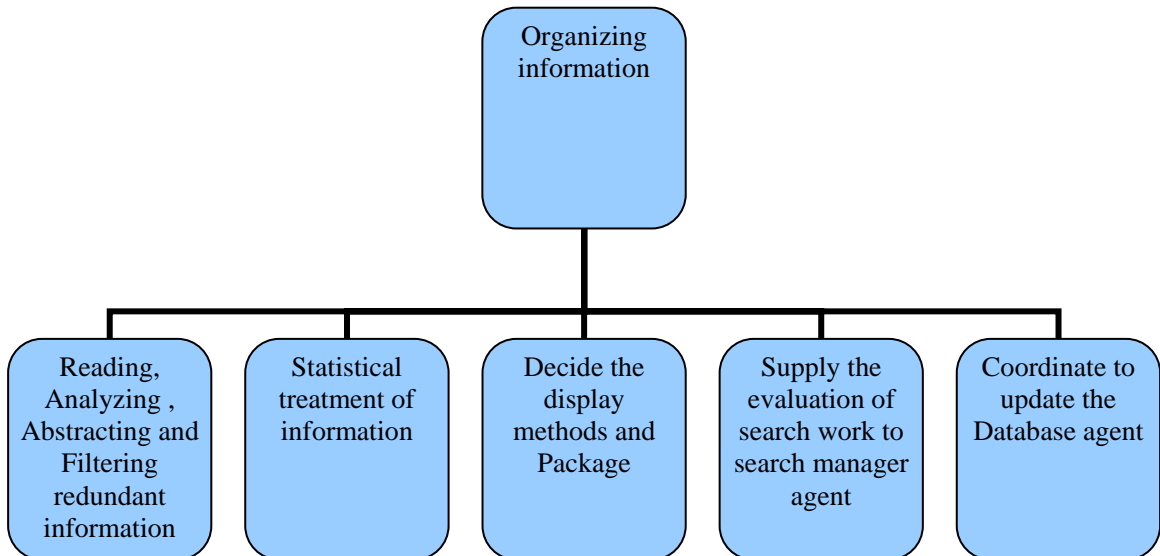 Organizing
information
Reading,
Analyzing ,
Abstracting and
Filtering
redundant
information
Statistical
treatment of
information
Decide the
display
methods and
Package
Supply the
evaluation of
search work to
search manager
agent
Coordinate to
update the
Database agent